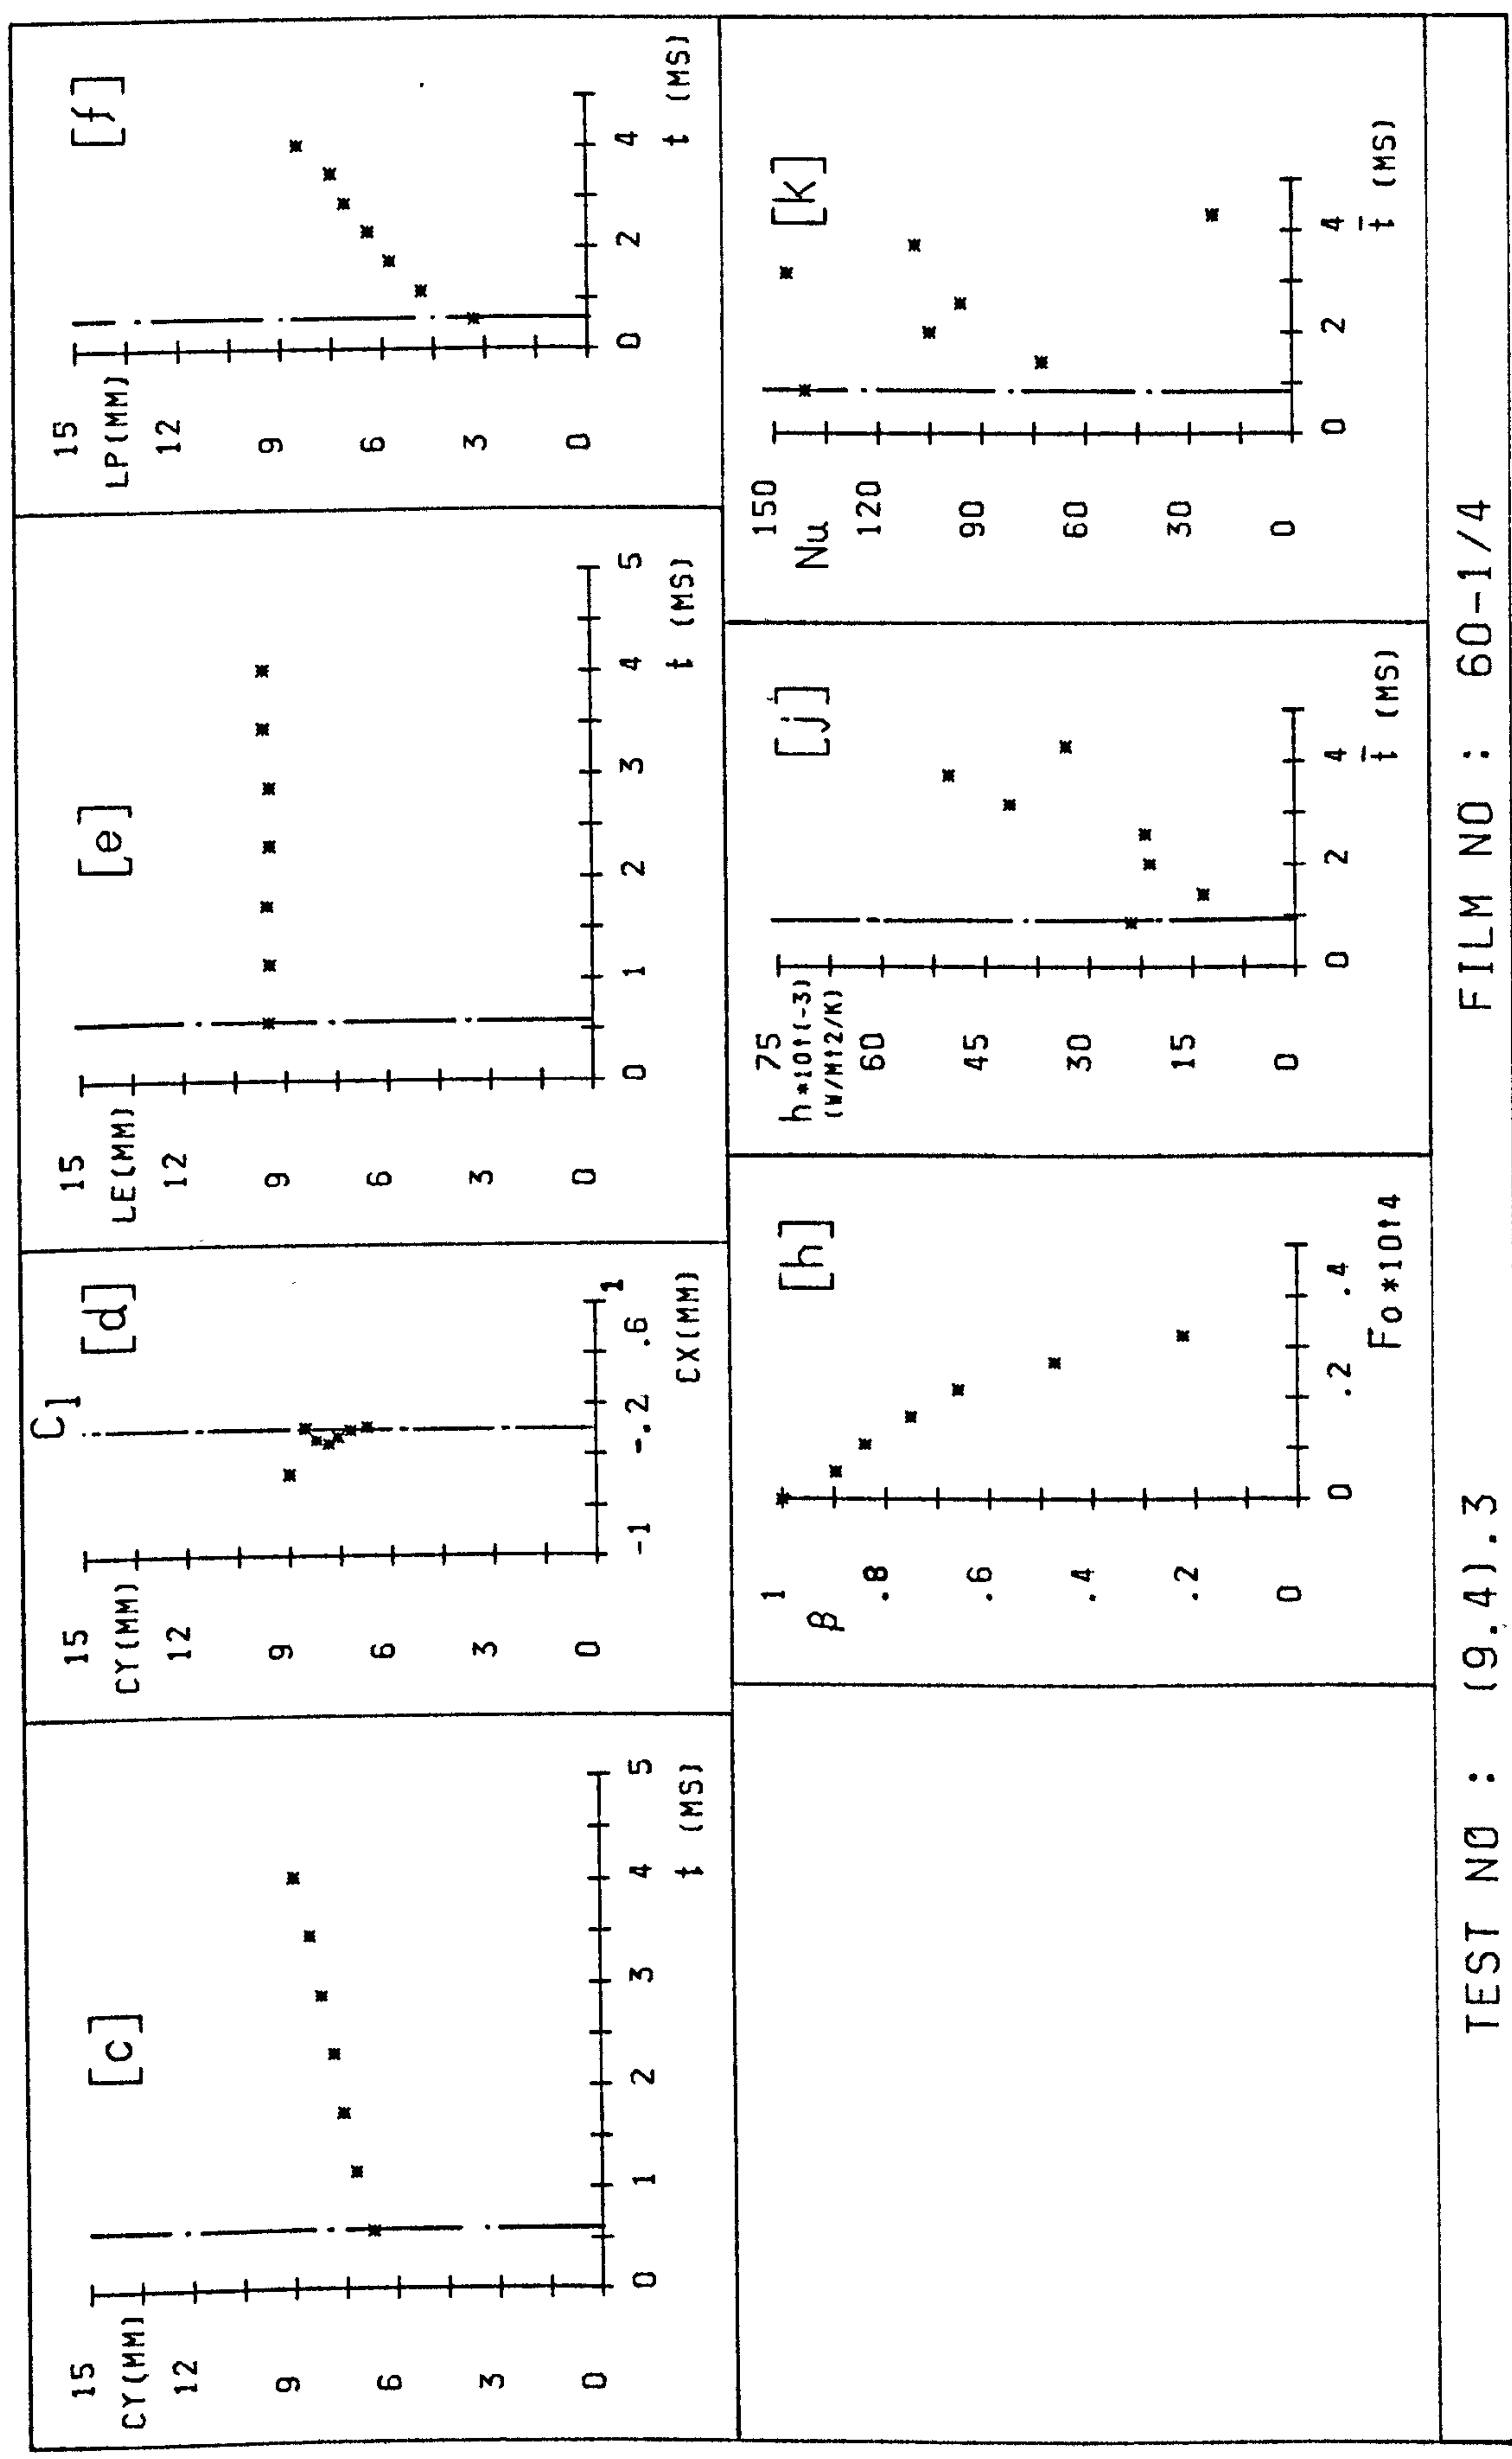 [c]
15
CY(MM)
12
9
6
3
0
0 1 2 3 4 5
t (MS)
C1
[d]
15
CY(MM)
12
9
6
3
0
-1 -.2 .6 1
CX(MM)
[e]
15
LE(MM)
12
9
6
3
0
0 1 2 3 4 5
t (MS)
[f]
15
LP(MM)
12
9
6
3
0
0 2 4
t (MS)
[h]
1
β
.8
.6
.4
.2
0
0 .2 .4
Fo*10↑4
[j]
75
h*10↑(-3)
(W/M↑2/K)
60
45
30
15
0
0 2 4
t̄ (MS)
[k]
150
Nu
120
90
60
30
0
0 2 4
t̄ (MS)
TEST NO : (9.4).3 FILM NO : 60-1/4